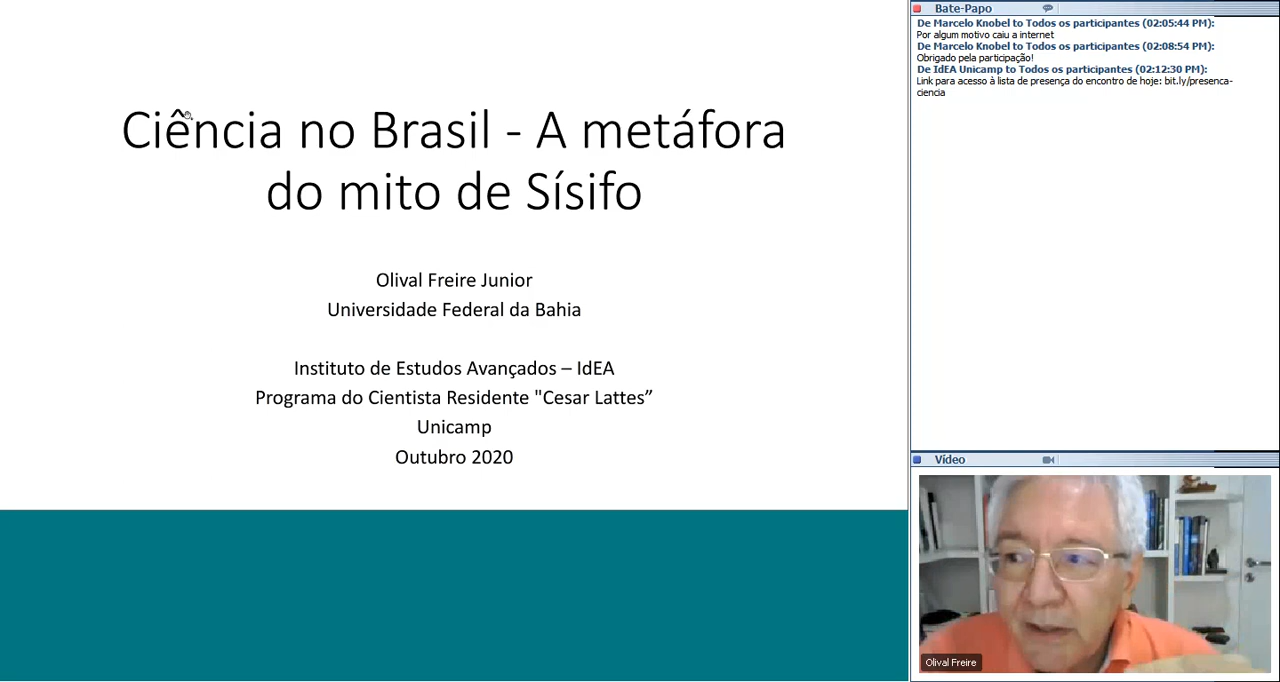 Ciência no Brasil - A metáfora
do mito de Sísifo
Olival Freire Junior
Universidade Federal da Bahia
Instituto de Estudos Avançados – IdEA
Programa do Cientista Residente "Cesar Lattes”
Unicamp
Outubro 2020
Bate-Papo
De Marcelo Knobel to Todos os participantes (02:05:44 PM):
Por algum motivo caiu a internet
De Marcelo Knobel to Todos os participantes (02:08:54 PM):
Obrigado pela participação!
De IdEA Unicamp to Todos os participantes (02:12:30 PM):
Link para acesso à lista de presença do encontro de hoje: bit.ly/presenca-
ciencia
Vídeo
Olival Freire